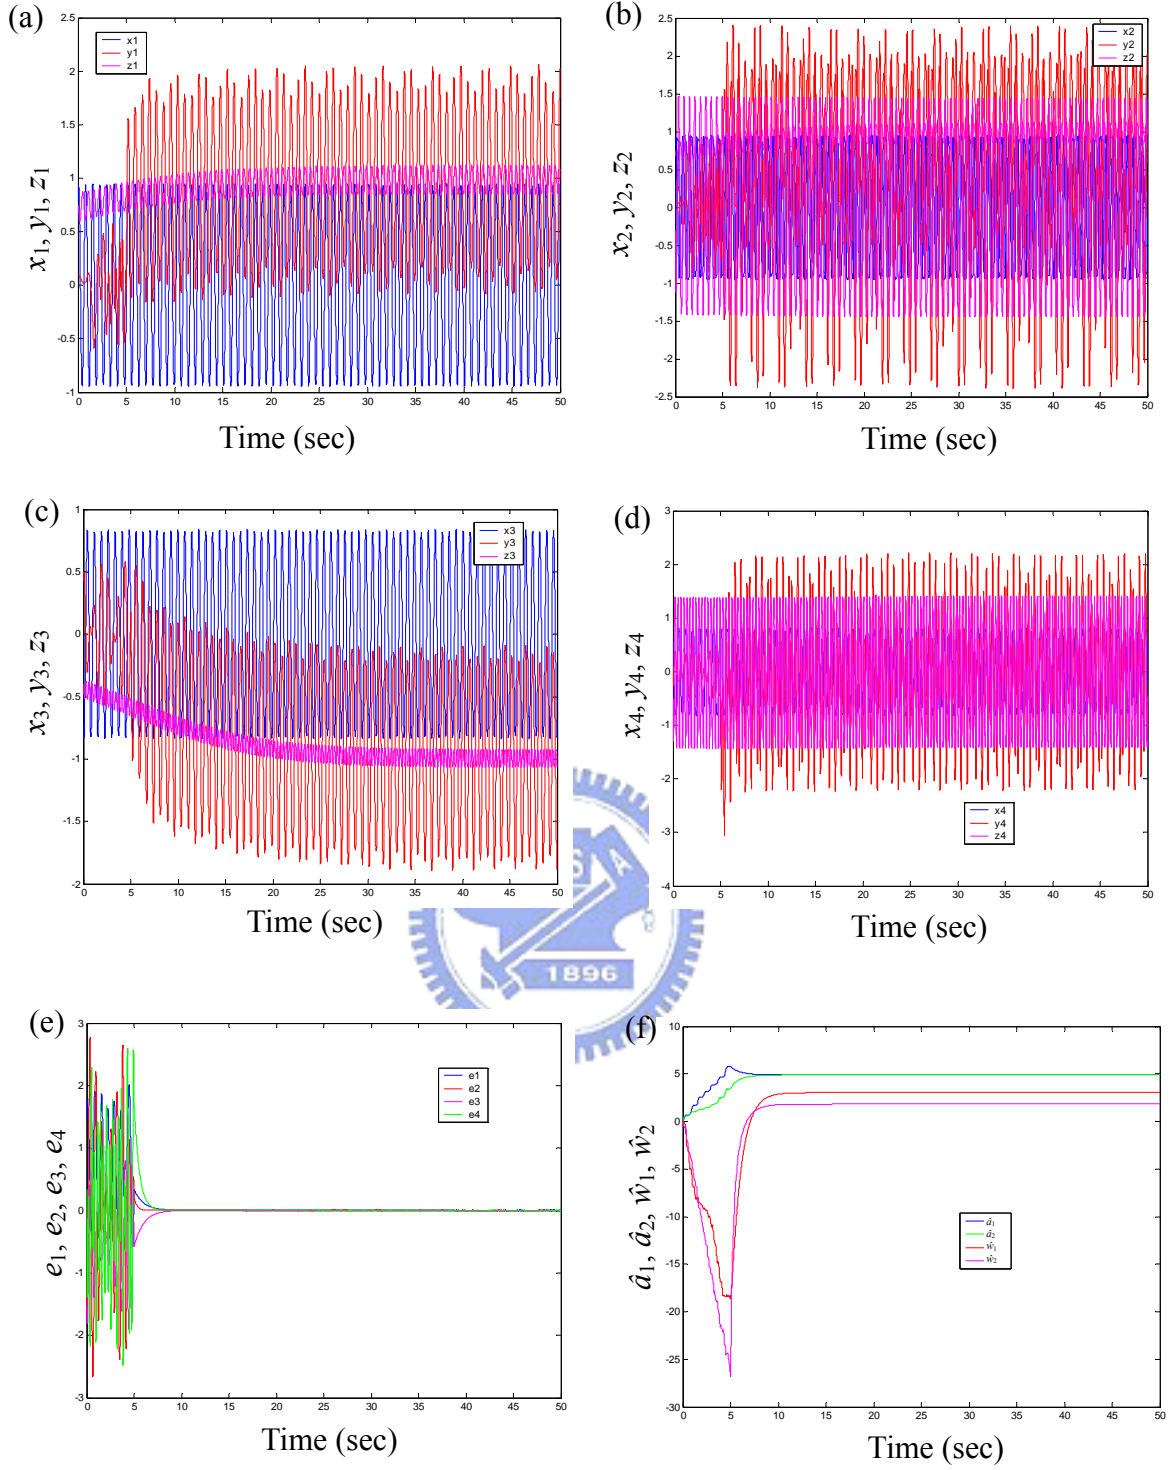 (a)
2.5
2
1.5
1
0.5
0
-0.5
-1
x1
y1
z1
x₁, y₁, z₁
0 5 10 15 20 25 30 35 40 45 50
Time (sec)
(b)
2.5
2
1.5
1
0.5
0
-0.5
-1
-1.5
-2
2.5
x2
y2
z2
x₂, y₂, z₂
0 5 10 15 20 25 30 35 40 45 50
Time (sec)
(c)
1
0.5
0
-0.5
-1
-1.5
-2
x3
y3
z3
x₃, y₃, z₃
0 5 10 15 20 25 30 35 40 45 50
Time (sec)
(d)
3
2
1
0
-1
-2
-3
-4
x4
y4
z4
x₄, y₄, z₄
0 5 10 15 20 25 30 35 40 45 50
Time (sec)
1896
(e)
3
2
1
0
-1
-2
-3
e1
e2
e3
e4
e₁, e₂, e₃, e₄
0 5 10 15 20 25 30 35 40 45 50
Time (sec)
(f)
10
5
0
-5
-10
-15
-20
-25
-30
â₁
â₂
ŵ₁
ŵ₂
â₁, â₂, ŵ₁, ŵ₂
0 5 10 15 20 25 30 35 40 45 50
Time (sec)